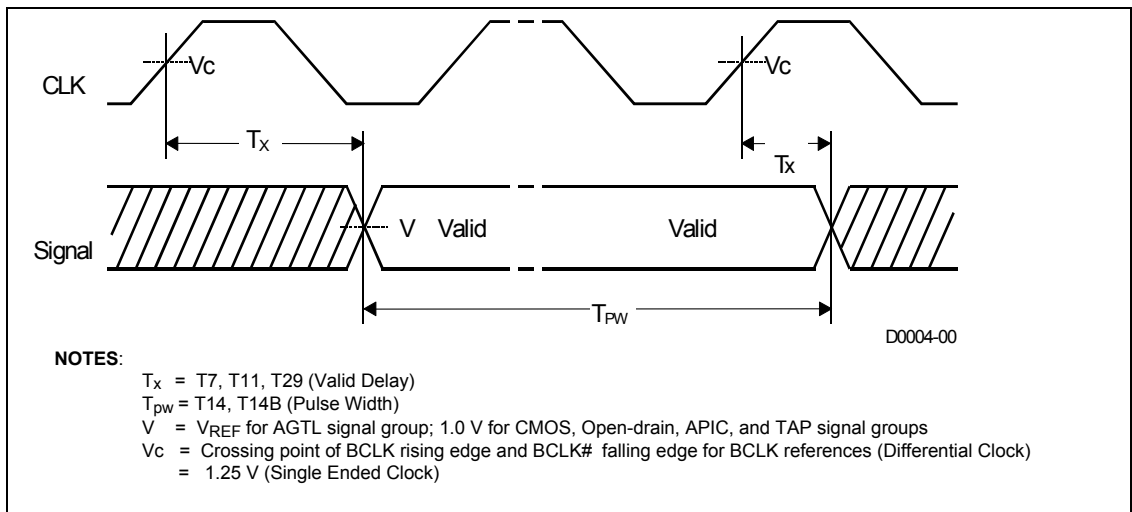 Vc
Vc
CLK
TX
Tx
V Valid
Valid
Signal
TPW
D0004-00
NOTES:
Tx = T7, T11, T29 (Valid Delay)
Tpw = T14, T14B (Pulse Width)
V = VREF for AGTL signal group; 1.0 V for CMOS, Open-drain, APIC, and TAP signal groups
Vc = Crossing point of BCLK rising edge and BCLK# falling edge for BCLK references (Differential Clock)
= 1.25 V (Single Ended Clock)